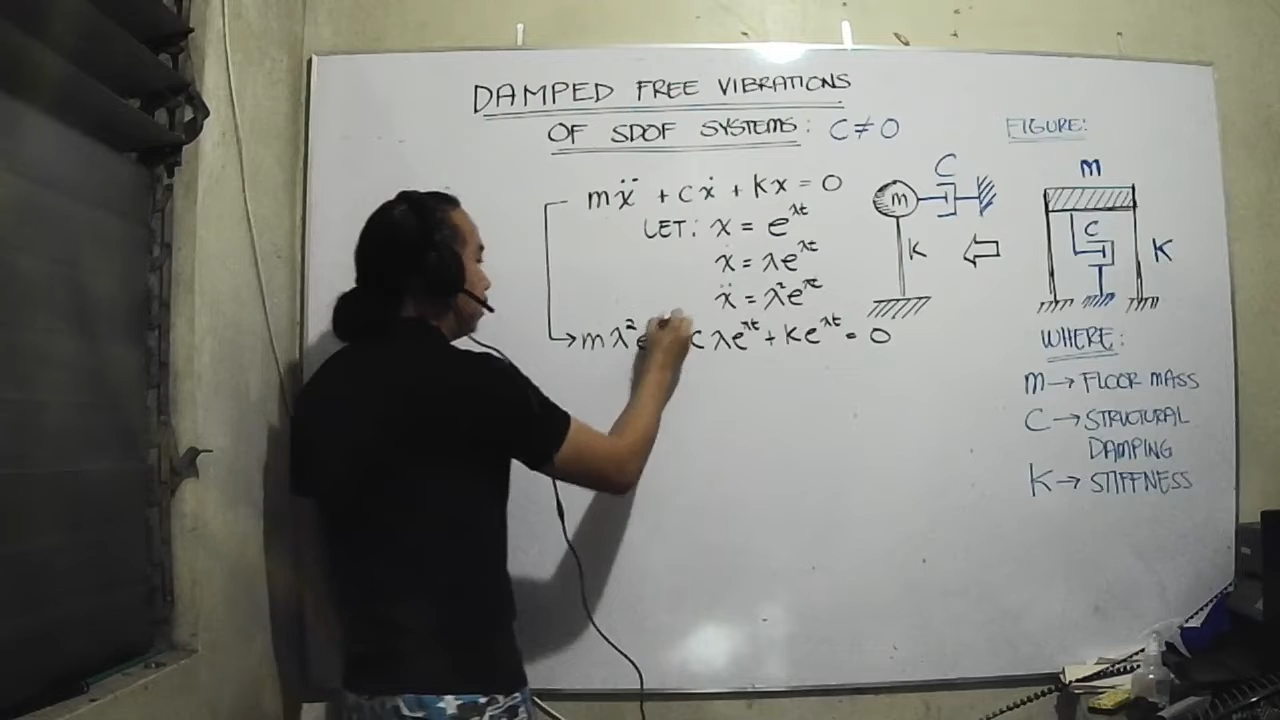 DAMPED FREE VIBRATIONS
OF SDOF SYSTEMS: C ≠ 0
mẍ + cẋ + kx = 0
LET: x = e^λt
ẋ = λe^λt
ẍ = λ²e^λt
mλ²e cλe^λt + ke^λt = 0
FIGURE:
C
m
K
m
C
K
WHERE:
m → FLOOR MASS
C → STRUCTURAL
DAMPING
K → STIFFNESS